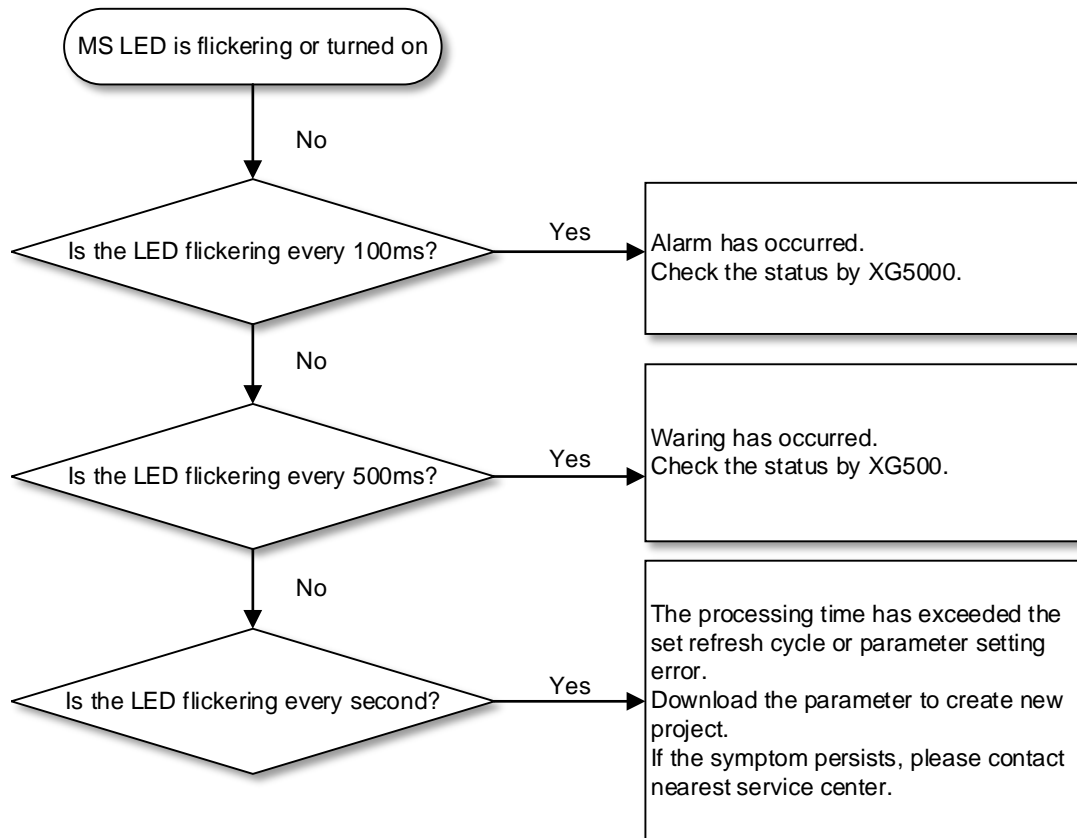 MS LED is flickering or turned on
No
Is the LED flickering every 100ms?
Yes
Alarm has occurred.
Check the status by XG5000.
No
Is the LED flickering every 500ms?
Yes
Waring has occurred.
Check the status by XG500.
No
Is the LED flickering every second?
Yes
The processing time has exceeded the
set refresh cycle or parameter setting
error.
Download the parameter to create new
project.
If the symptom persists, please contact
nearest service center.